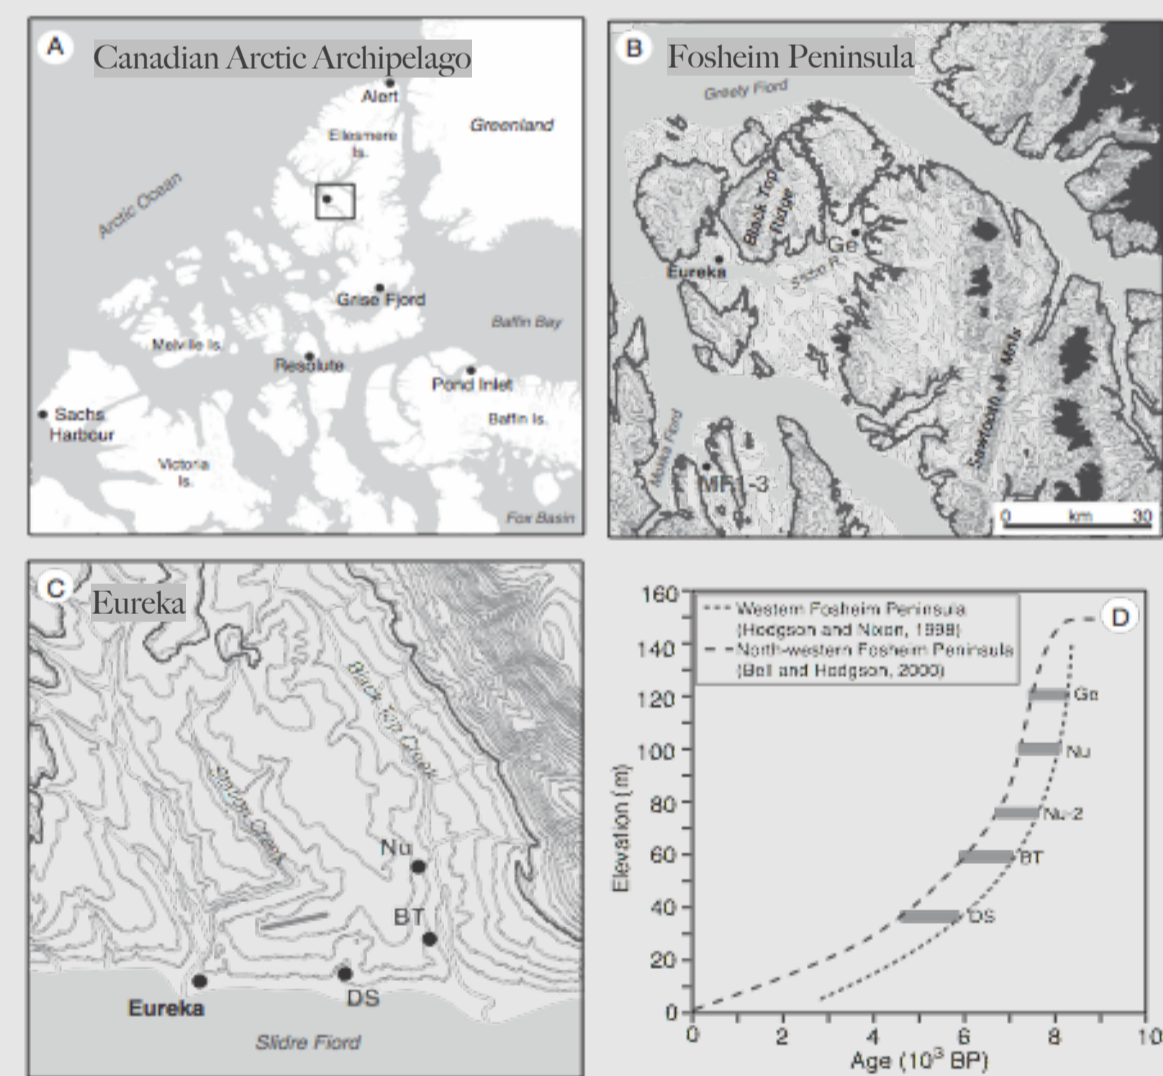 A
Canadian Arctic Archipelago
Alert
Ellesmere
Is.
Greenland
Arctic Ocean
Grise Fjord
Baffin Bay
Melville Is.
Resolute
Pond Inlet
Sachs
Harbour
Baffin Is.
Victoria
Is.
Fox Basin
B
Fosheim Peninsula
Greely Fiord
Black Top
Ridge
Ge
Eureka
Slidre R.
Sawtooth Mnts
Mokka Fiord
MF1-3
0 km 30
C
Eureka
Black Top Creek
Station Creek
Nu
BT
DS
Eureka
Slidre Fiord
D
Western Fosheim Peninsula
(Hodgson and Nixon, 1998)
North-western Fosheim Peninsula
(Bell and Hodgson, 2000)
160
140
120
100
80
60
40
20
0
Elevation (m)
Ge
Nu
Nu-2
BT
DS
0 2 4 6 8 10
Age (10³ BP)